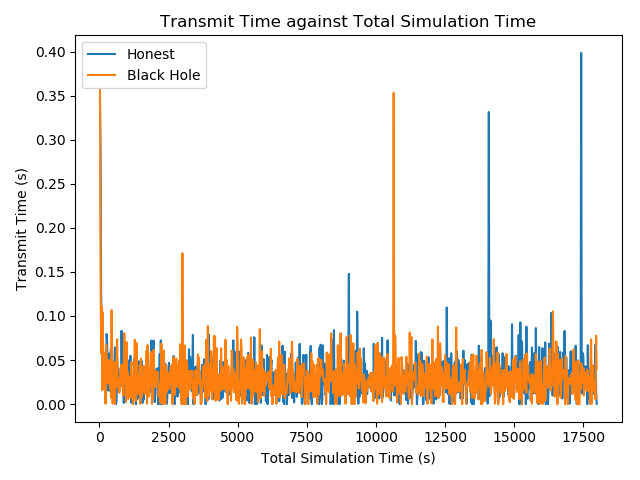 Transmit Time against Total Simulation Time
Honest
Black Hole
Transmit Time (s)
0.40
0.35
0.30
0.25
0.20
0.15
0.10
0.05
0.00
0 2500 5000 7500 10000 12500 15000 17500
Total Simulation Time (s)